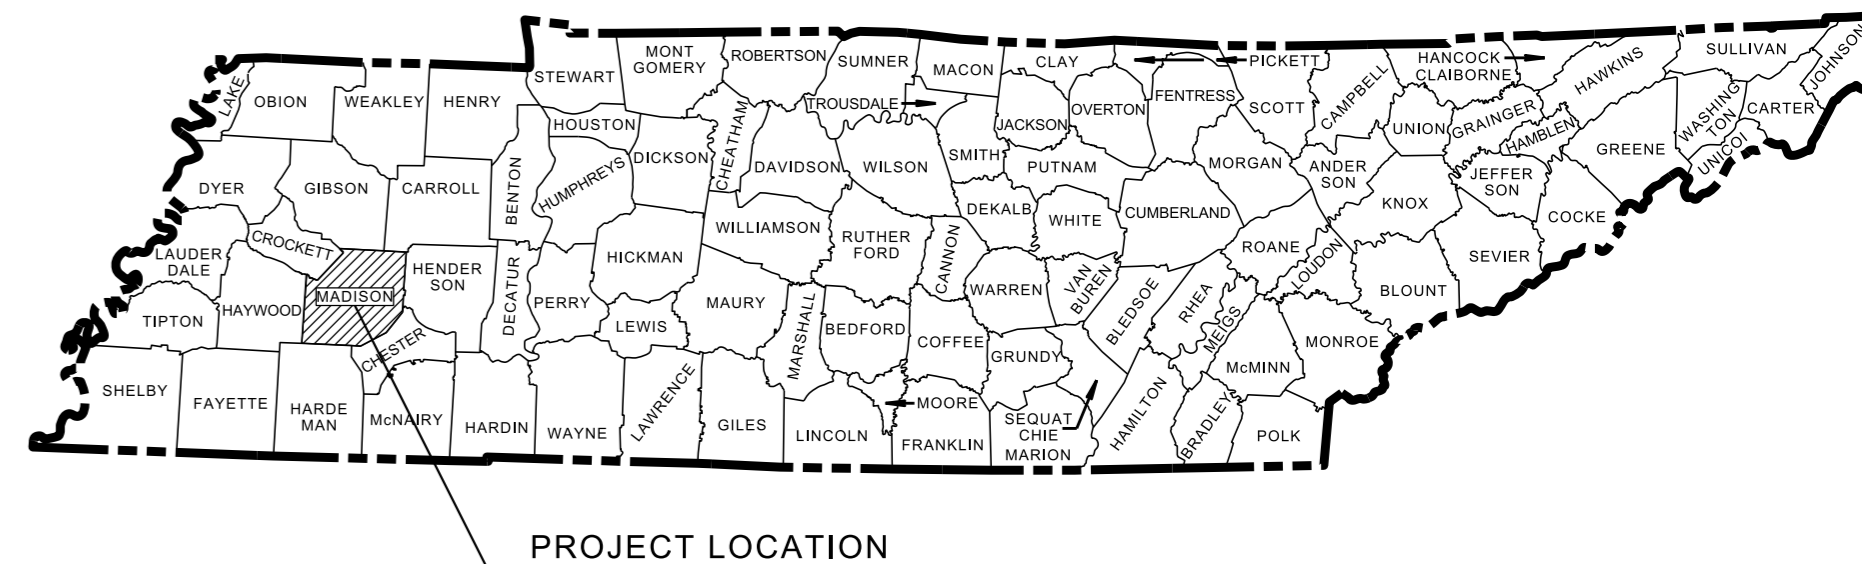 LAKE
OBION
WEAKLEY
HENRY
STEWART
MONT
GOMERY
ROBERTSON
SUMNER
MACON
CLAY
PICKETT
HANCOCK
CLAIBORNE
HAWKINS
SULLIVAN
JOHNSON
TROUSDALE
FENTRESS
OVERTON
JACKSON
SCOTT
CAMPBELL
UNION
GRAINGER
HAMBLEN
WASHING
TON
CARTER
UNICOI
GREENE
HOUSTON
DICKSON
CHEATHAM
DAVIDSON
WILSON
SMITH
PUTNAM
MORGAN
ANDER
SON
JEFFER
SON
DYER
GIBSON
CARROLL
BENTON
HUMPHREYS
DEKALB
WHITE
CUMBERLAND
KNOX
COCKE
CROCKETT
WILLIAMSON
RUTHER
FORD
CANNON
ROANE
LOUDON
SEVIER
LAUDER
DALE
HENDER
SON
HICKMAN
DECATUR
PERRY
MADISON
HAYWOOD
TIPTON
MAURY
MARSHALL
WARREN
VAN
BUREN
BLEDSOE
RHEA
MEIGS
BLOUNT
CHESTER
LEWIS
BEDFORD
COFFEE
GRUNDY
McMINN
MONROE
SHELBY
FAYETTE
HARDE
MAN
McNAIRY
HARDIN
WAYNE
LAWRENCE
GILES
LINCOLN
MOORE
FRANKLIN
SEQUAT
CHIE
MARION
HAMILTON
BRADLEY
POLK
PROJECT LOCATION